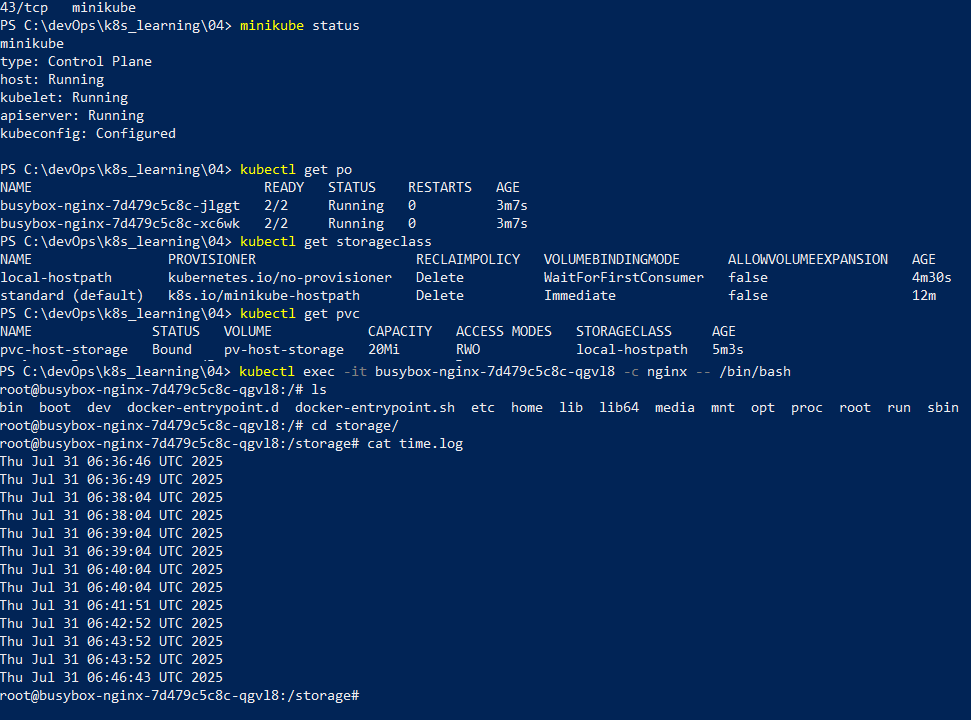 43/tcp   minikube
PS C:\devOps\k8s_learning\04> minikube status
minikube
type: Control Plane
host: Running
kubelet: Running
apiserver: Running
kubeconfig: Configured

PS C:\devOps\k8s_learning\04> kubectl get po
NAME                             READY   STATUS    RESTARTS   AGE
busybox-nginx-7d479c5c8c-jlggt   2/2     Running   0          3m7s
busybox-nginx-7d479c5c8c-xc6wk   2/2     Running   0          3m7s
PS C:\devOps\k8s_learning\04> kubectl get storageclass
NAME                 PROVISIONER                    RECLAIMPOLICY   VOLUMEBINDINGMODE      ALLOWVOLUMEEXPANSION   AGE
local-hostpath       kubernetes.io/no-provisioner   Delete          WaitForFirstConsumer   false                  4m30s
standard (default)   k8s.io/minikube-hostpath       Delete          Immediate              false                  12m
PS C:\devOps\k8s_learning\04> kubectl get pvc
NAME               STATUS   VOLUME            CAPACITY   ACCESS MODES   STORAGECLASS     AGE
pvc-host-storage   Bound    pv-host-storage   20Mi       RWO            local-hostpath   5m3s
PS C:\devOps\k8s_learning\04> kubectl exec -it busybox-nginx-7d479c5c8c-qgvl8 -c nginx -- /bin/bash
root@busybox-nginx-7d479c5c8c-qgvl8:/# ls
bin  boot  dev  docker-entrypoint.d  docker-entrypoint.sh  etc  home  lib  lib64  media  mnt  opt  proc  root  run  sbin
root@busybox-nginx-7d479c5c8c-qgvl8:/# cd storage/
root@busybox-nginx-7d479c5c8c-qgvl8:/storage# cat time.log
Thu Jul 31 06:36:46 UTC 2025
Thu Jul 31 06:36:49 UTC 2025
Thu Jul 31 06:38:04 UTC 2025
Thu Jul 31 06:38:04 UTC 2025
Thu Jul 31 06:39:04 UTC 2025
Thu Jul 31 06:39:04 UTC 2025
Thu Jul 31 06:40:04 UTC 2025
Thu Jul 31 06:40:04 UTC 2025
Thu Jul 31 06:41:51 UTC 2025
Thu Jul 31 06:42:52 UTC 2025
Thu Jul 31 06:43:52 UTC 2025
Thu Jul 31 06:43:52 UTC 2025
Thu Jul 31 06:46:43 UTC 2025
root@busybox-nginx-7d479c5c8c-qgvl8:/storage#